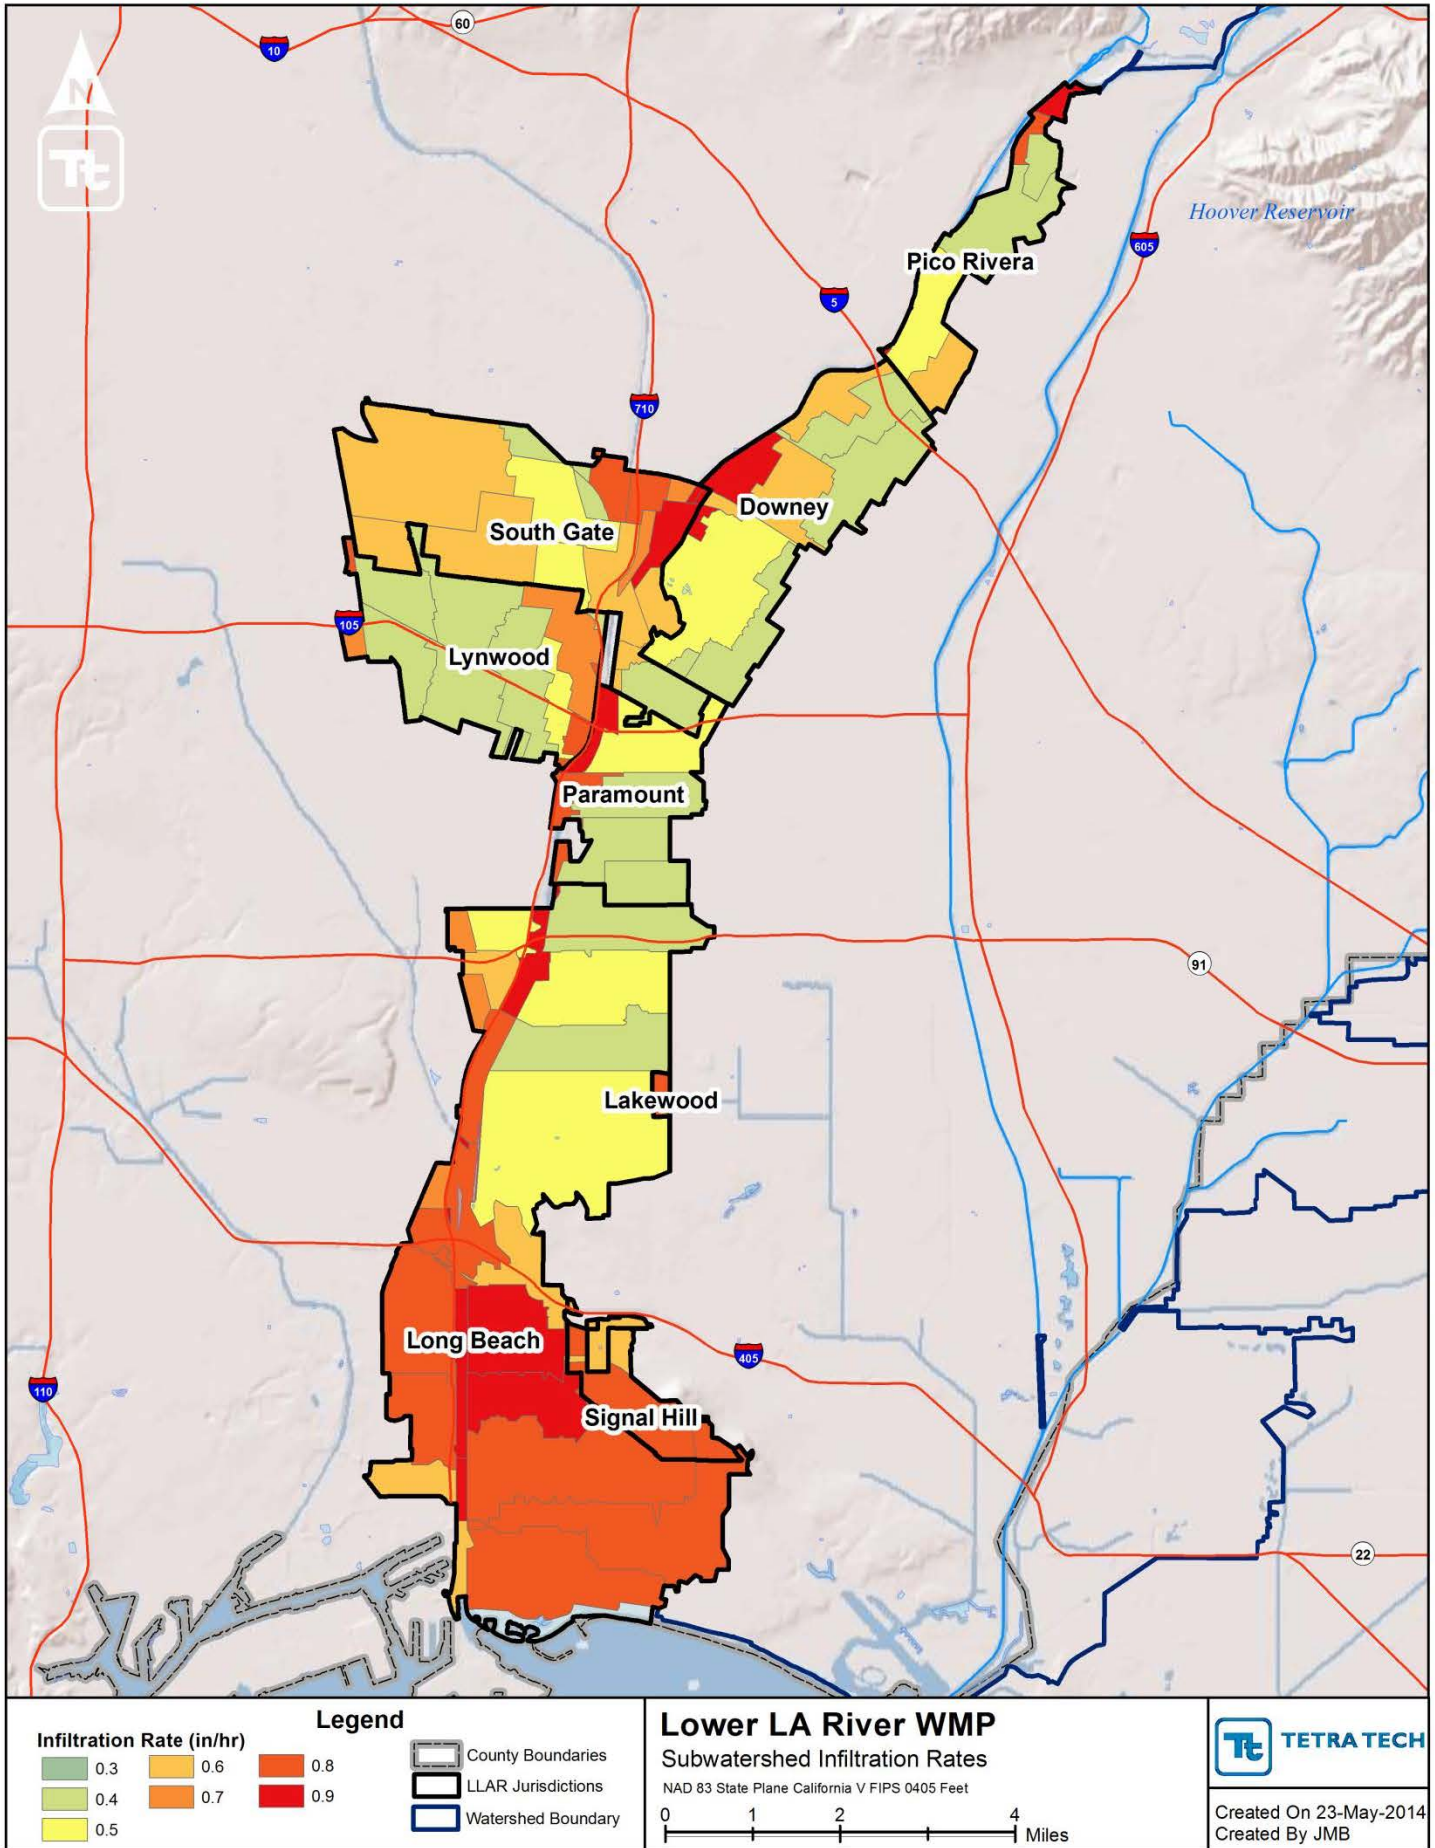 60
10
N
Tt
Hoover Reservoir
605
Pico Rivera
5
710
Downey
South Gate
105
Lynwood
Paramount
91
Lakewood
Long Beach
405
110
Signal Hill
22
Legend
Infiltration Rate (in/hr)
0.3
0.4
0.5
0.6
0.7
0.8
0.9
County Boundaries
LLAR Jurisdictions
Watershed Boundary
Lower LA River WMP
Subwatershed Infiltration Rates
NAD 83 State Plane California V FIPS 0405 Feet
0 1 2 4
Miles
Tt TETRA TECH
Created On 23-May-2014
Created By JMB